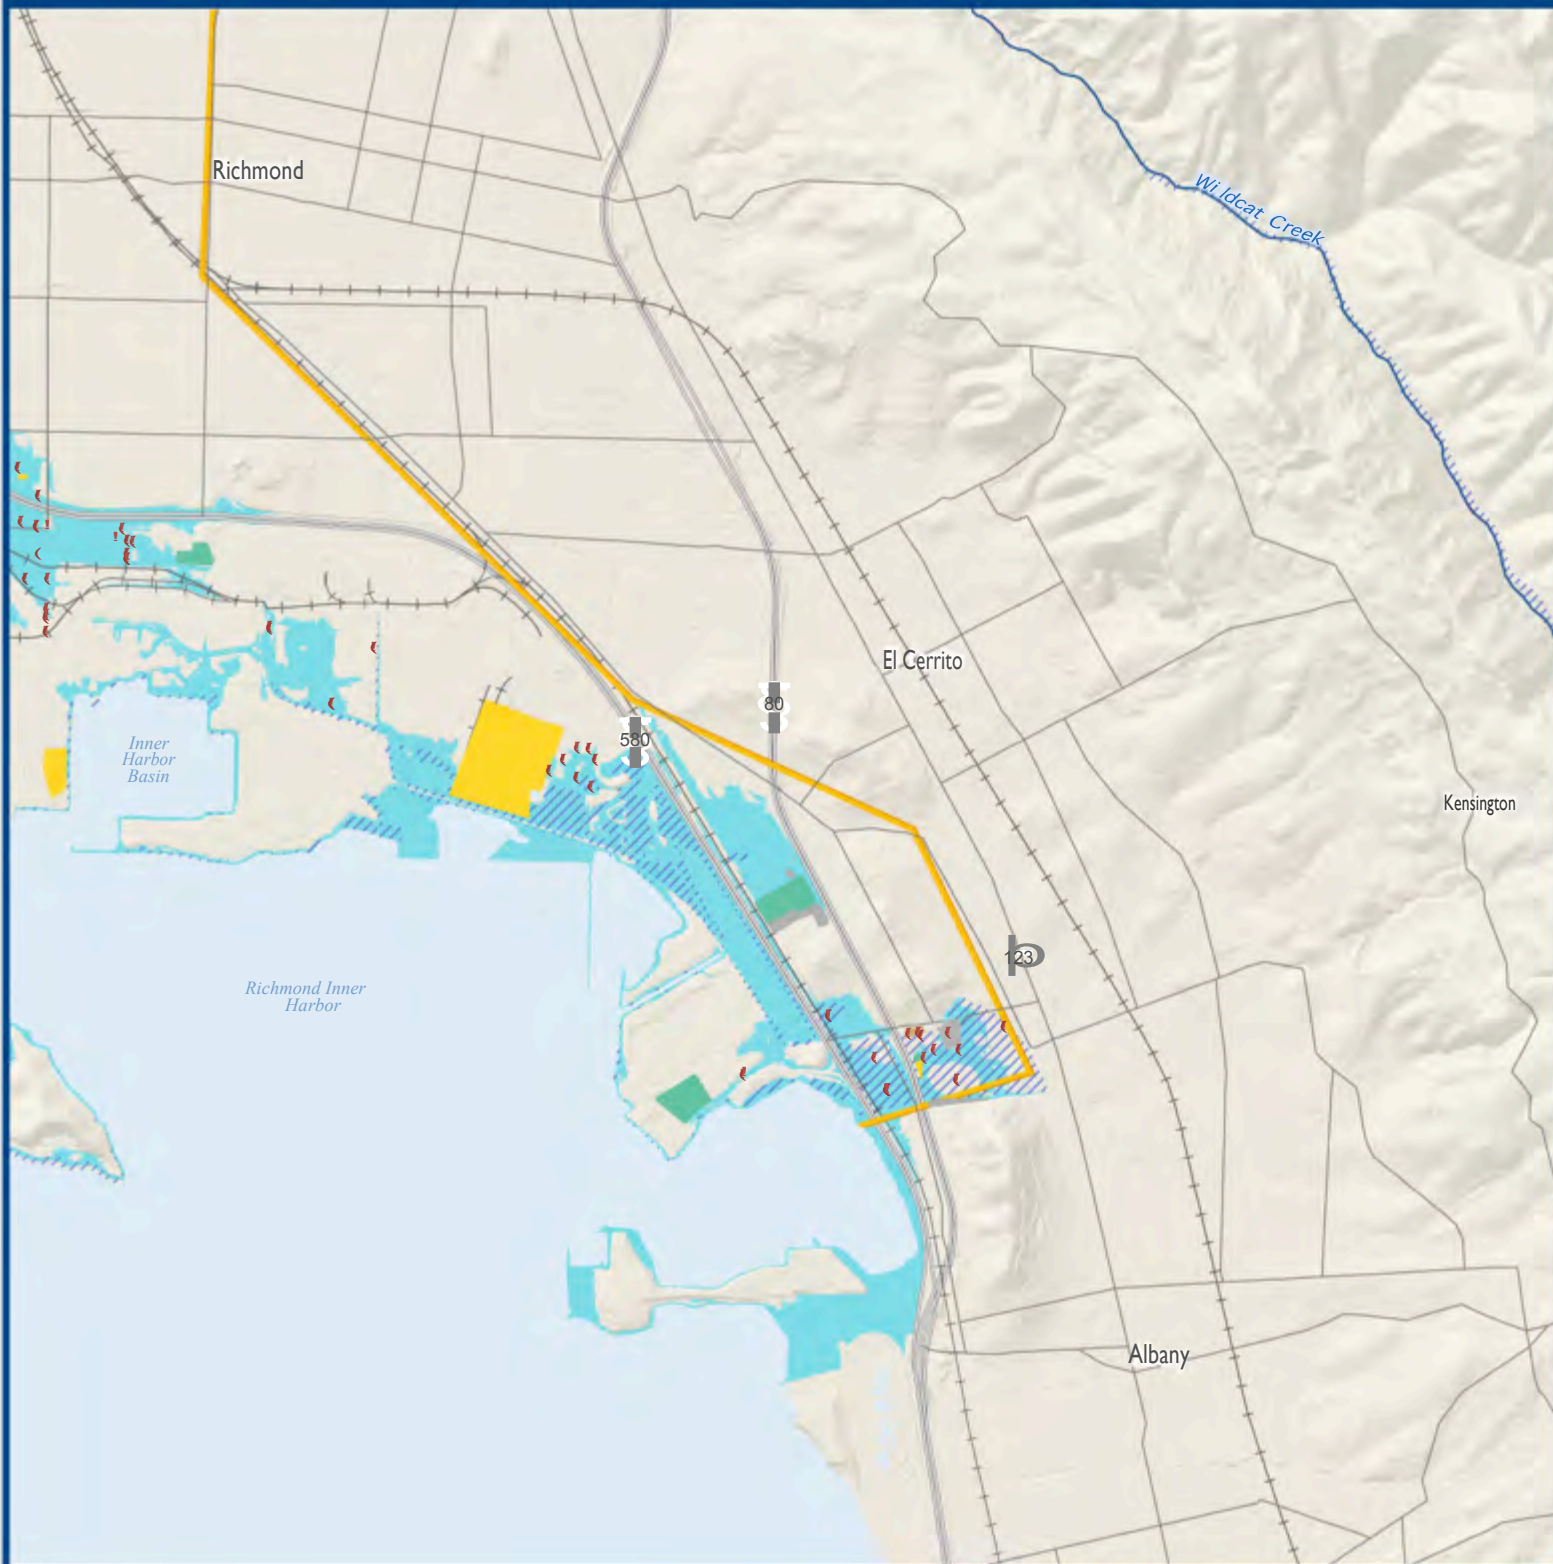 Richmond
Wildcat Creek
El Cerrito
80
580
Inner
Harbor
Basin
Kensington
123
Richmond Inner
Harbor
Albany